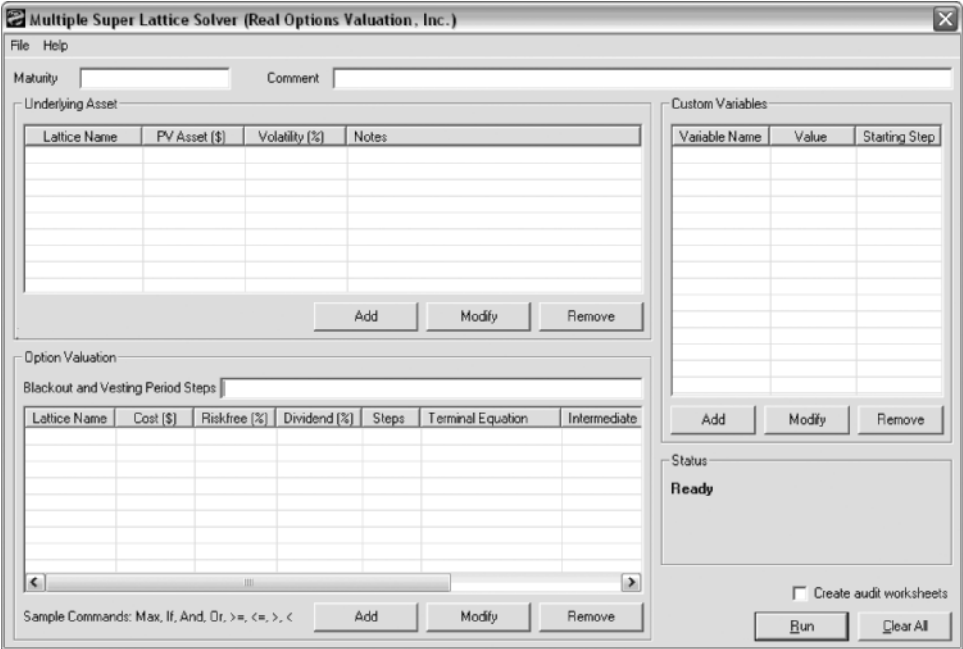 Multiple Super Lattice Solver (Real Options Valuation, Inc.)
File Help
Maturity Comment
Underlying Asset
Lattice Name PV Asset ($) Volatility (%) Notes
Add Modify Remove
Option Valuation
Blackout and Vesting Period Steps
Lattice Name Cost ($) Riskfree (%) Dividend (%) Steps Terminal Equation Intermediate
Sample Commands: Max, If, And, Or, >=, <=, >, <
Add Modify Remove
Custom Variables
Variable Name Value Starting Step
Add Modify Remove
Status
Ready
Create audit worksheets
Run Clear All